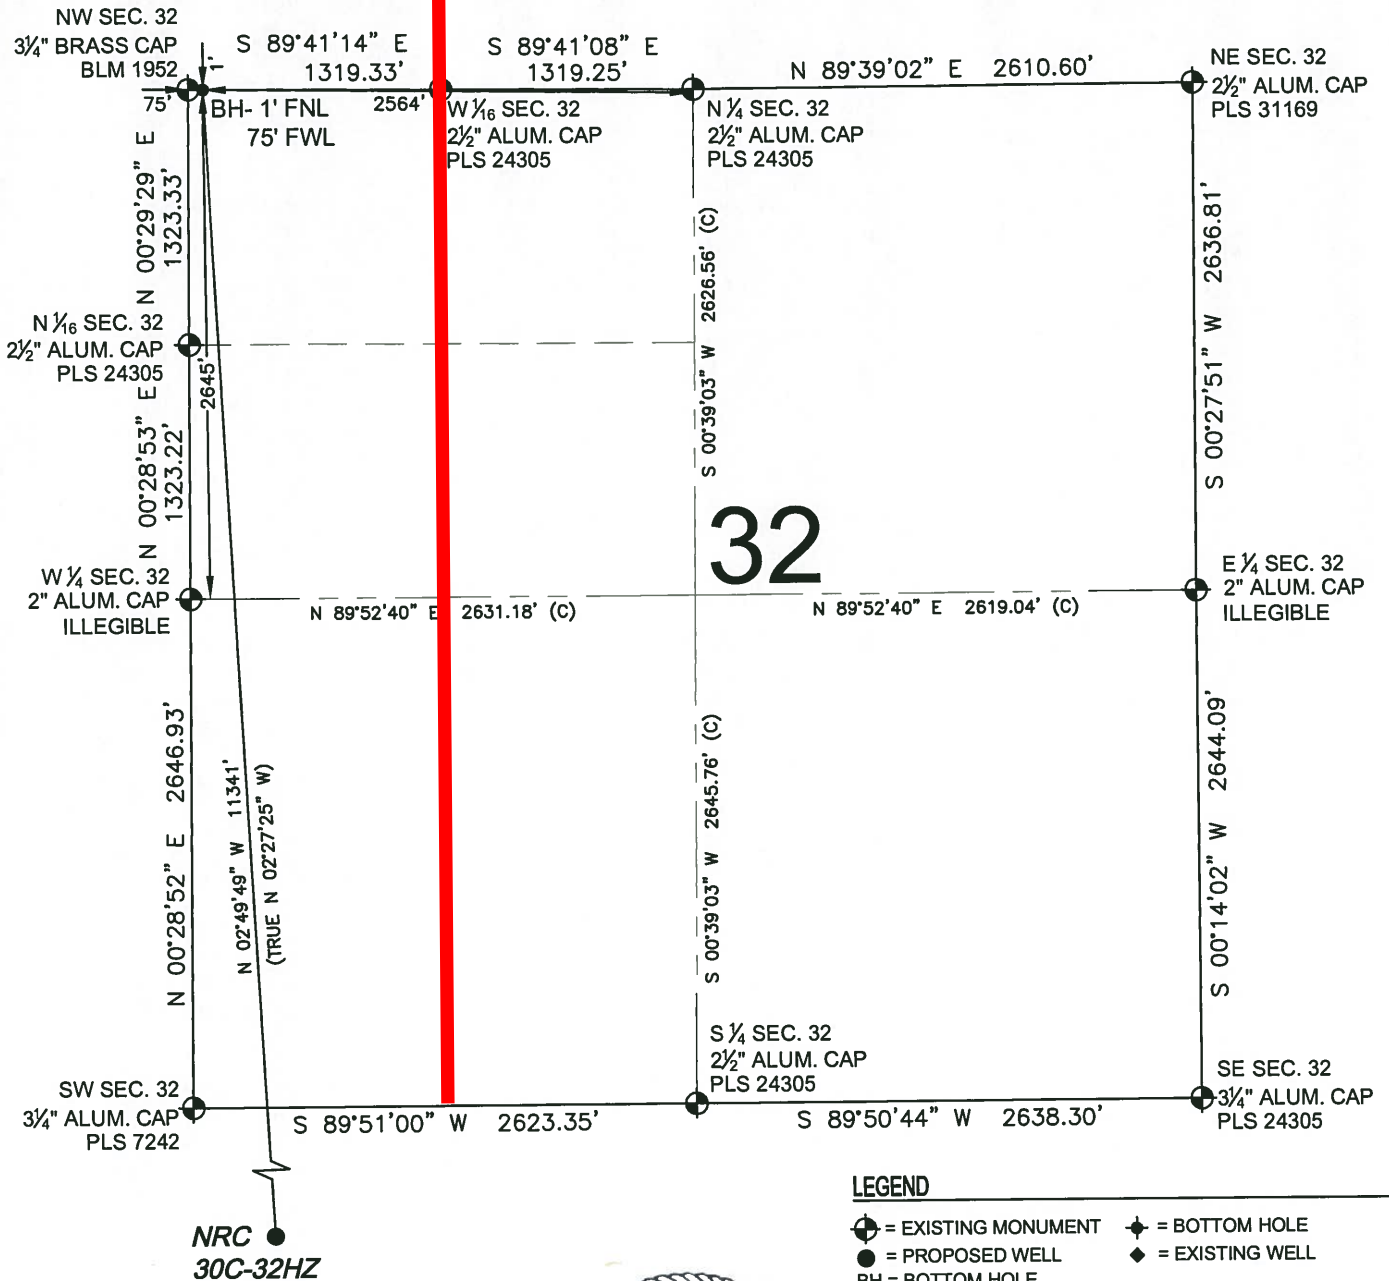 NW SEC. 32
3¼" BRASS CAP
BLM 1952
1'
75'
S 89°41'14" E
1319.33'
S 89°41'08" E
1319.25'
N 89°39'02" E 2610.60'
NE SEC. 32
2½" ALUM. CAP
PLS 31169
BH- 1' FNL
75' FWL
2564'
W 1⁄16 SEC. 32
2½" ALUM. CAP
PLS 24305
N ¼ SEC. 32
2½" ALUM. CAP
PLS 24305
N 00°29'29" E
1323.33'
S 00°39'03" W 2626.56' (C)
S 00°27'51" W 2636.81'
N 1⁄16 SEC. 32
2½" ALUM. CAP
PLS 24305
2645'
N 00°28'53" E
1323.22'
32
W ¼ SEC. 32
2" ALUM. CAP
ILLEGIBLE
N 89°52'40" E 2631.18' (C)
N 89°52'40" E 2619.04' (C)
E ¼ SEC. 32
2" ALUM. CAP
ILLEGIBLE
N 00°28'52" E 2646.93'
N 02°49'49" W 11341'
(TRUE N 02°27'25" W)
S 00°39'03" W 2645.76' (C)
S 00°14'02" W 2644.09'
SW SEC. 32
3¼" ALUM. CAP
PLS 7242
S 89°51'00" W 2623.35'
S ¼ SEC. 32
2½" ALUM. CAP
PLS 24305
S 89°50'44" W 2638.30'
SE SEC. 32
3¼" ALUM. CAP
PLS 24305
NRC
30C-32HZ
LEGEND
= EXISTING MONUMENT
= BOTTOM HOLE
= PROPOSED WELL
= EXISTING WELL
BH = BOTTOM HOLE